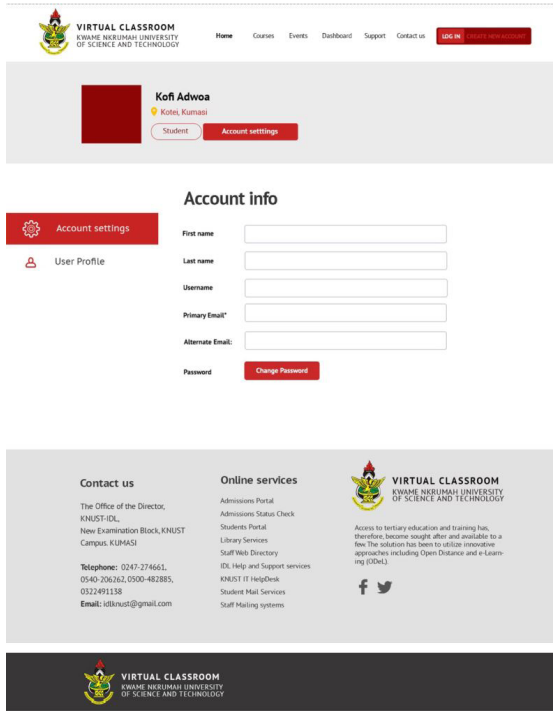 VIRTUAL CLASSROOM
KWAME NKRUMAH UNIVERSITY
OF SCIENCE AND TECHNOLOGY
Home Courses Events Dashboard Support Contact us LOG IN CREATE NEW ACCOUNT
Kofi Adwoa
Kotei, Kumasi
Student Account setttings
Account info
Account settings
User Profile
First name
Last name
Username
Primary Email*
Alternate Email:
Password Change Password
Contact us
The Office of the Director,
KNUST-IDL,
New Examination Block, KNUST
Campus. KUMASI
Telephone: 0247-274661,
0540-206262, 0500-482885,
0322491138
Email: idlknust@gmail.com
Online services
Admissions Portal
Admissions Status Check
Students Portal
Library Services
Staff Web Directory
IDL Help and Support services
KNUST IT HelpDesk
Student Mail Services
Staff Mailing systems
VIRTUAL CLASSROOM
KWAME NKRUMAH UNIVERSITY
OF SCIENCE AND TECHNOLOGY
Access to tertiary education and training has,
therefore, become sought after and available to a
few The solution has been to utilize innovative
approaches including Open Distance and e-Learn-
ing (ODeL).
VIRTUAL CLASSROOM
KWAME NKRUMAH UNIVERSITY
OF SCIENCE AND TECHNOLOGY